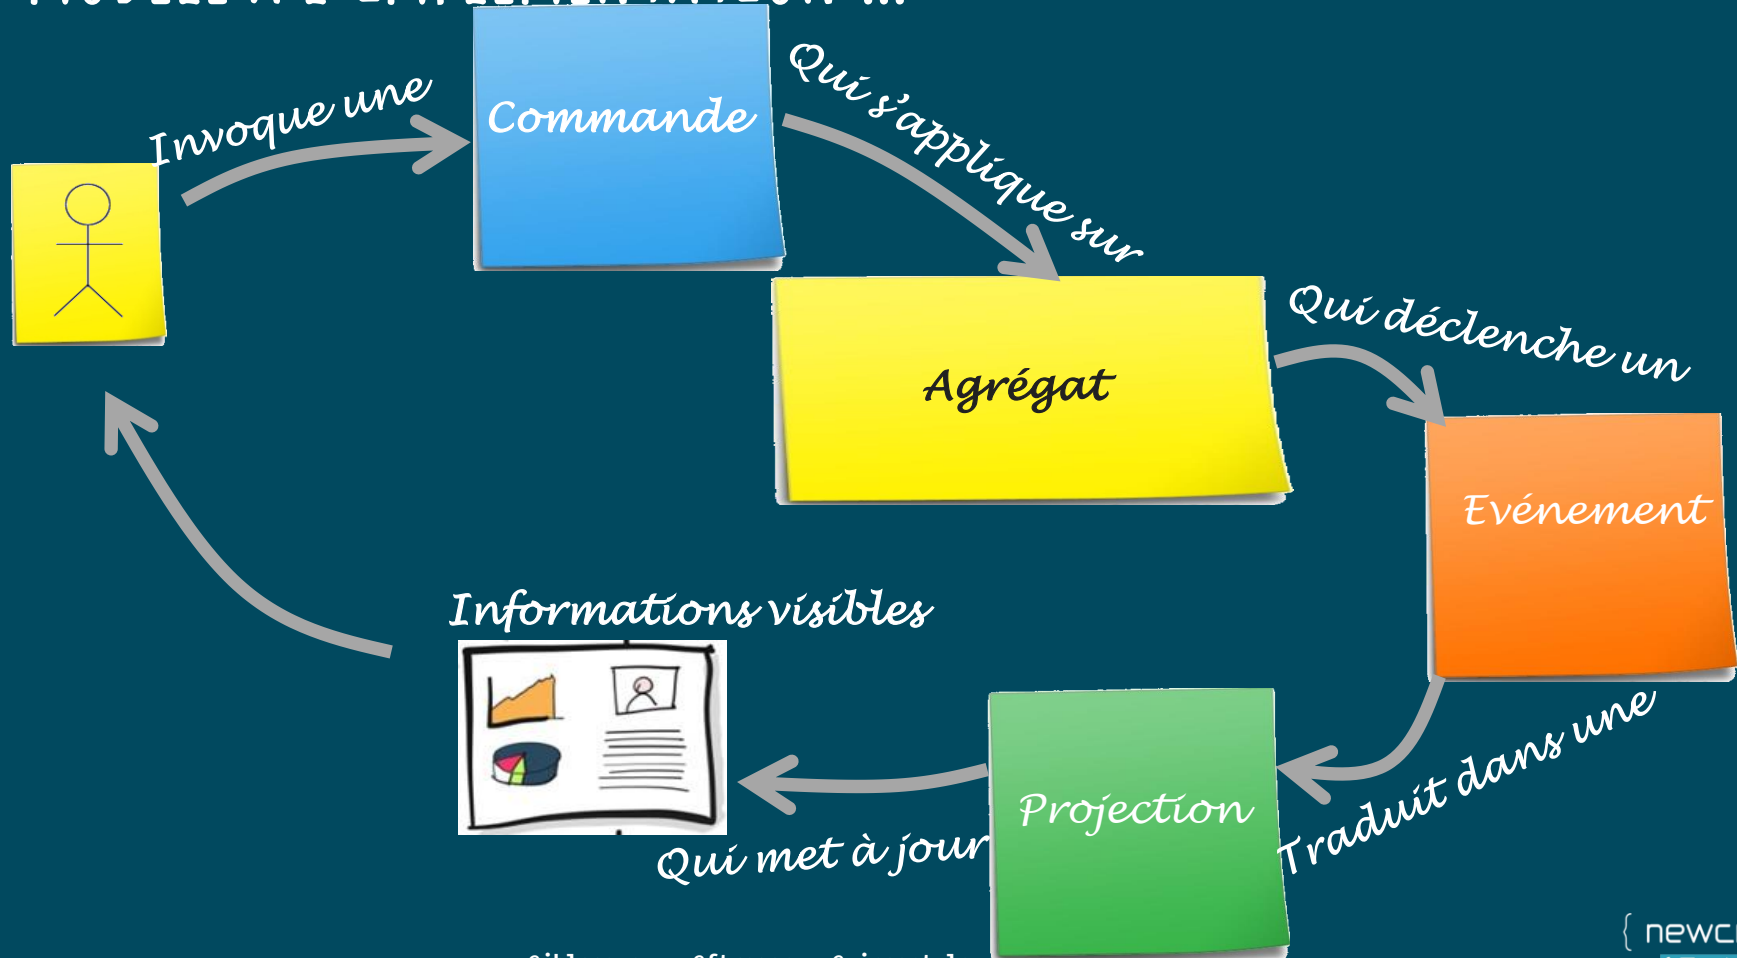 Invoque une
Commande
Qui s'applique sur
Agrégat
Qui déclenche un
Evénement
Traduit dans une
Projection
Qui met à jour
Informations visibles
{ newc